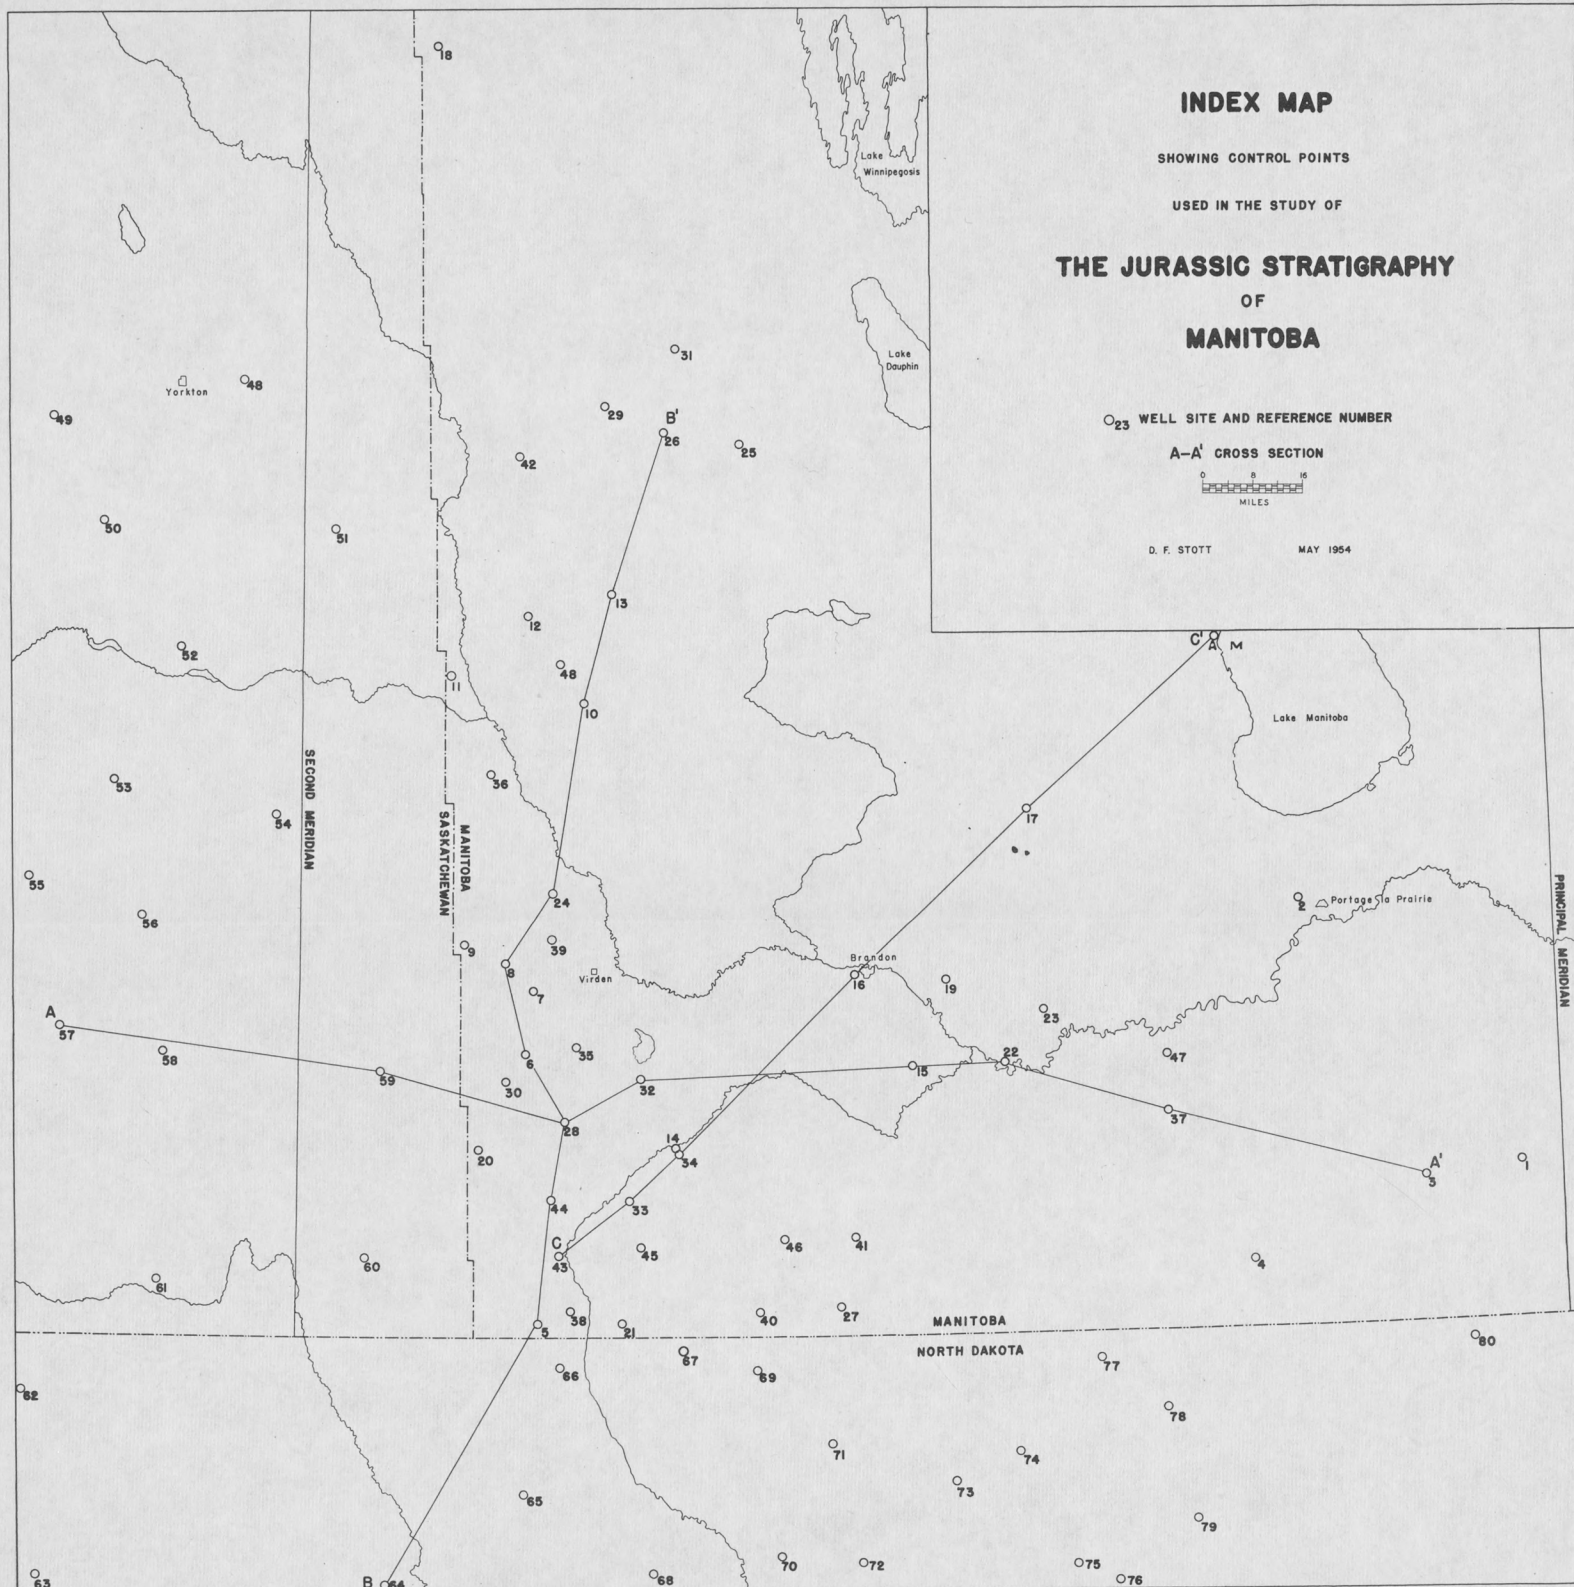 INDEX MAP
SHOWING CONTROL POINTS
USED IN THE STUDY OF
THE JURASSIC STRATIGRAPHY
OF
MANITOBA
23 WELL SITE AND REFERENCE NUMBER
A–A' CROSS SECTION
0 8 16
MILES
D. F. STOTT MAY 1954
18
Lake
Winnipegosis
31
Lake
Dauphin
48
Yorkton
49
29
B'
26
25
42
50
51
13
12
52
48
11
C'
A M
10
Lake Manitoba
SECOND MERIDIAN
53
36
54
17
MANITOBA
SASKATCHEWAN
55
24
2
Portage la Prairie
PRINCIPAL MERIDIAN
56
39
9
8
Virden
Brandon
16
19
7
A
57
23
58
35
6
22
47
59
30
32
15
28
37
20
14
34
A'
3
1
44
33
C
43
45
46
41
60
4
61
5
38
21
40
27
MANITOBA
NORTH DAKOTA
80
67
66
69
77
62
78
71
74
65
73
79
63
B
64
68
70
72
75
76